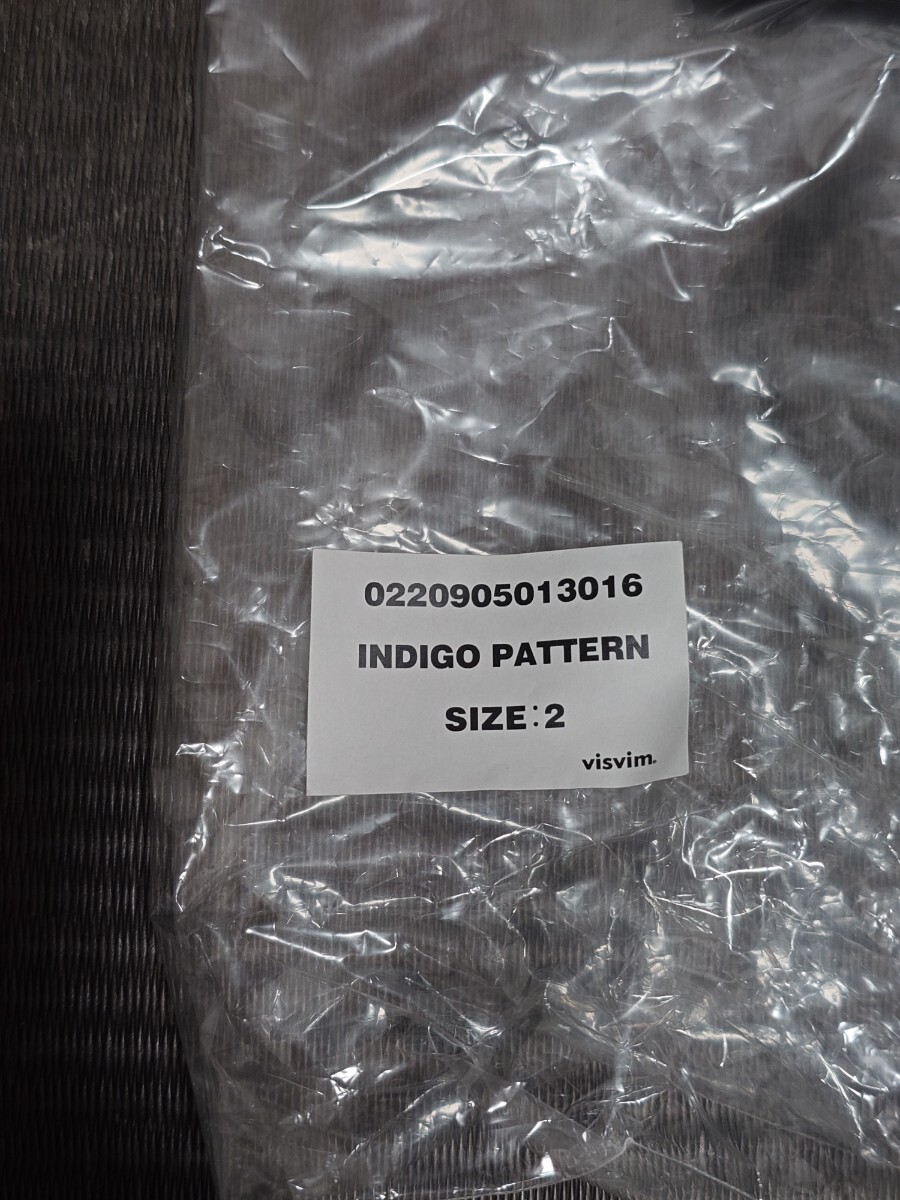 0220905013016
INDIGO PATTERN
SIZE:2
visvim.